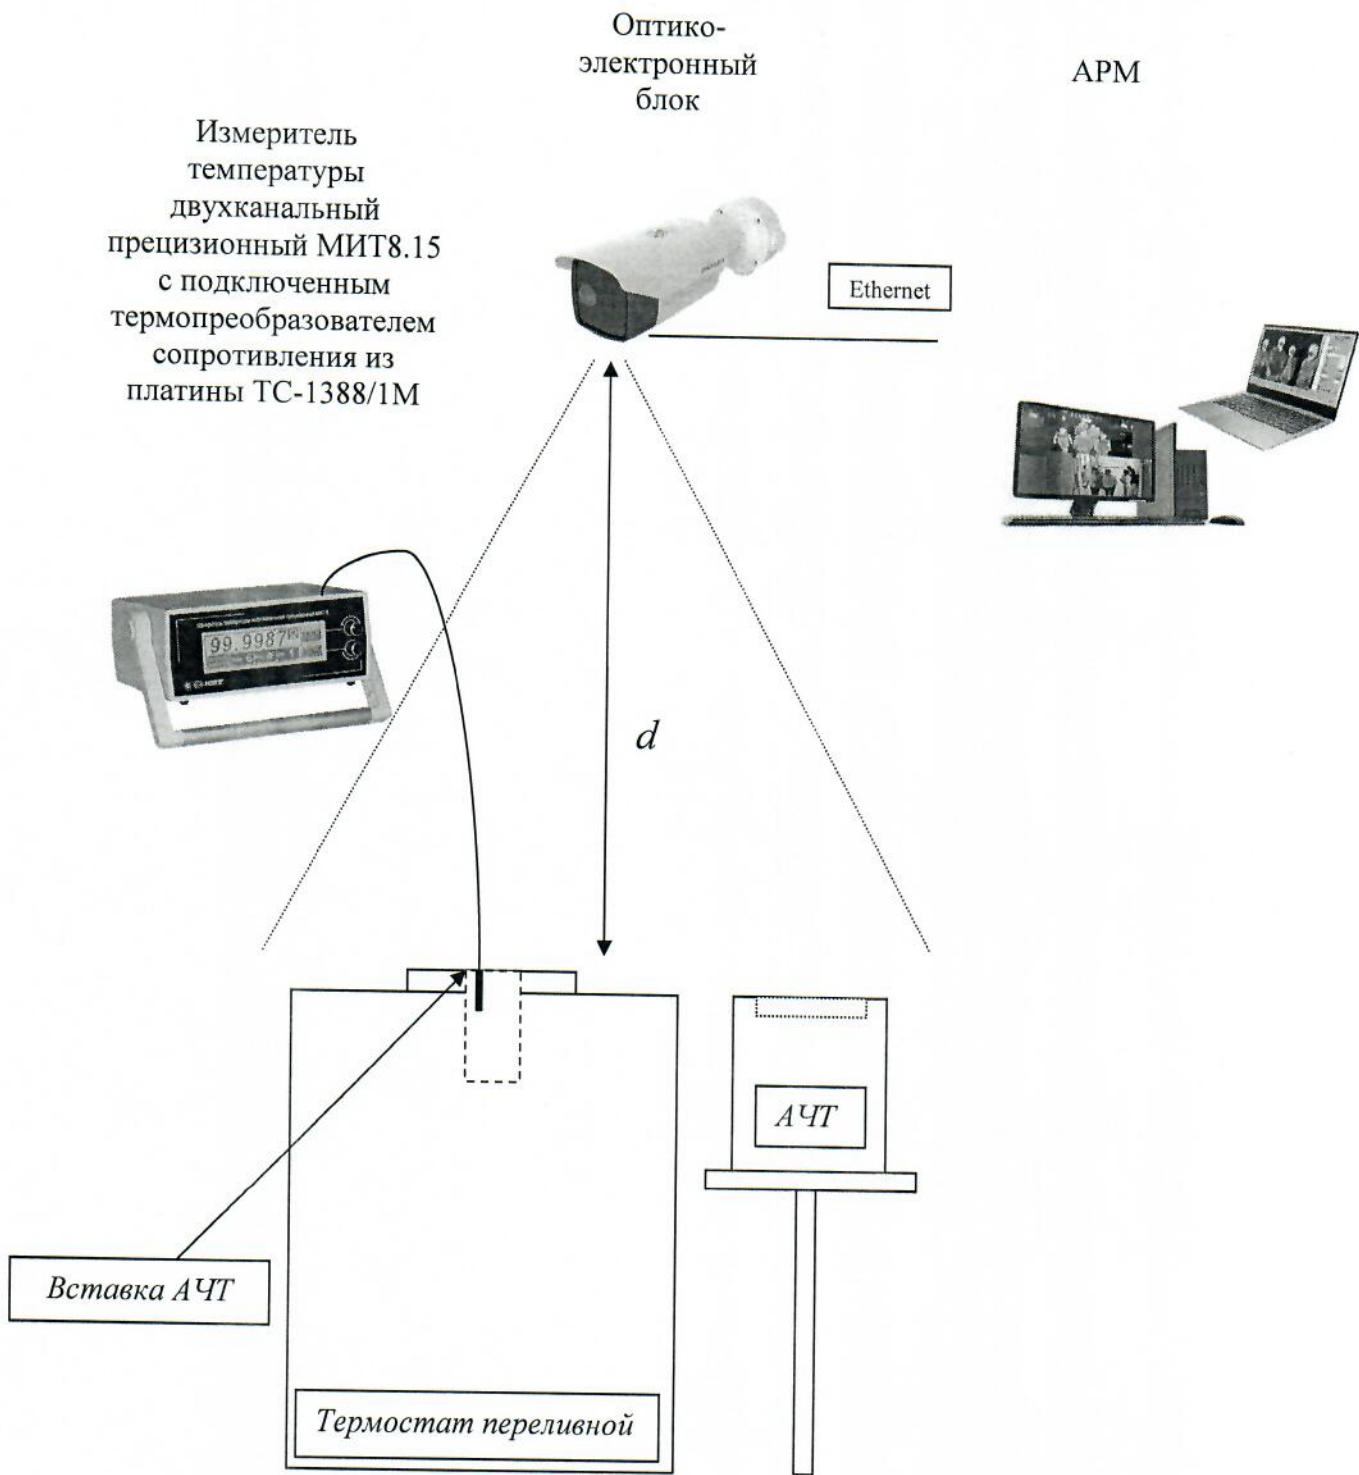 Оптико-
электронный
блок
АРМ
Измеритель
температуры
двухканальный
прецизионный МИТ8.15
с подключенным
термопреобразователем
сопротивления из
платины ТС-1388/1М
Ethernet
99.9987
d
АЧТ
Вставка АЧТ
Термостат переливной